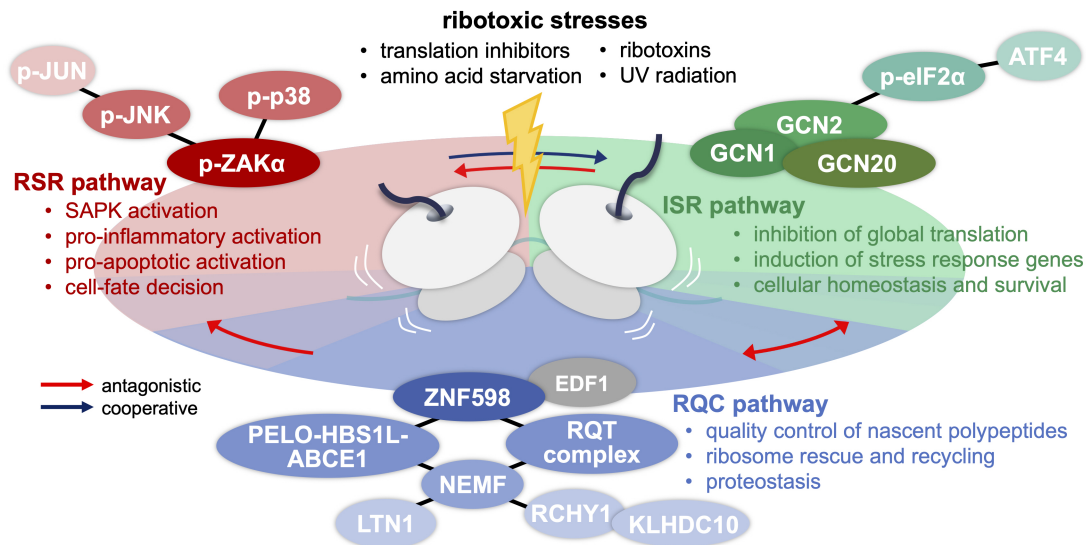 ribotoxic stresses
• translation inhibitors
• ribotoxins
• amino acid starvation
• UV radiation
p-JUN
p-JNK
p-p38
p-ZAKα
ATF4
p-eIF2α
GCN2
GCN1
GCN20
RSR pathway
• SAPK activation
• pro-inflammatory activation
• pro-apoptotic activation
• cell-fate decision
ISR pathway
• inhibition of global translation
• induction of stress response genes
• cellular homeostasis and survival
antagonistic
cooperative
ZNF598
EDF1
PELO-HBS1L-
ABCE1
RQT
complex
NEMF
LTN1
RCHY1
KLHDC10
RQC pathway
• quality control of nascent polypeptides
• ribosome rescue and recycling
• proteostasis